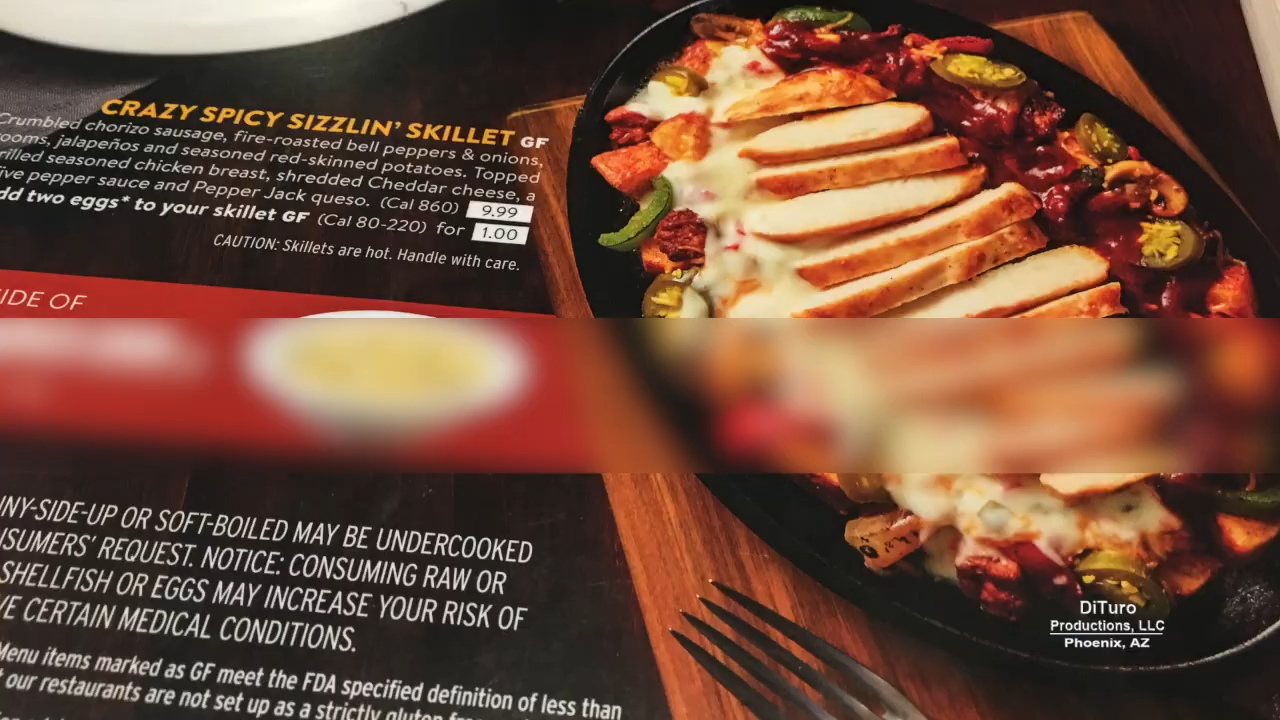 CRAZY SPICY SIZZLIN' SKILLET GF
Crumbled chorizo sausage, fire-roasted bell peppers & onions,
ooms, jalapeños and seasoned red-skinned potatoes. Topped
rilled seasoned chicken breast, shredded Cheddar cheese, a
ive pepper sauce and Pepper Jack queso. (Cal 860) 9.99
dd two eggs* to your skillet GF (Cal 80-220) for 1.00
CAUTION: Skillets are hot. Handle with care.
IDE OF
NY-SIDE-UP OR SOFT-BOILED MAY BE UNDERCOOKED
SUMERS' REQUEST. NOTICE: CONSUMING RAW OR
SHELLFISH OR EGGS MAY INCREASE YOUR RISK OF
VE CERTAIN MEDICAL CONDITIONS.
Menu items marked as GF meet the FDA specified definition of less than
t our restaurants are not set up as a strictly gluten
DiTuro
Productions, LLC
Phoenix, AZ